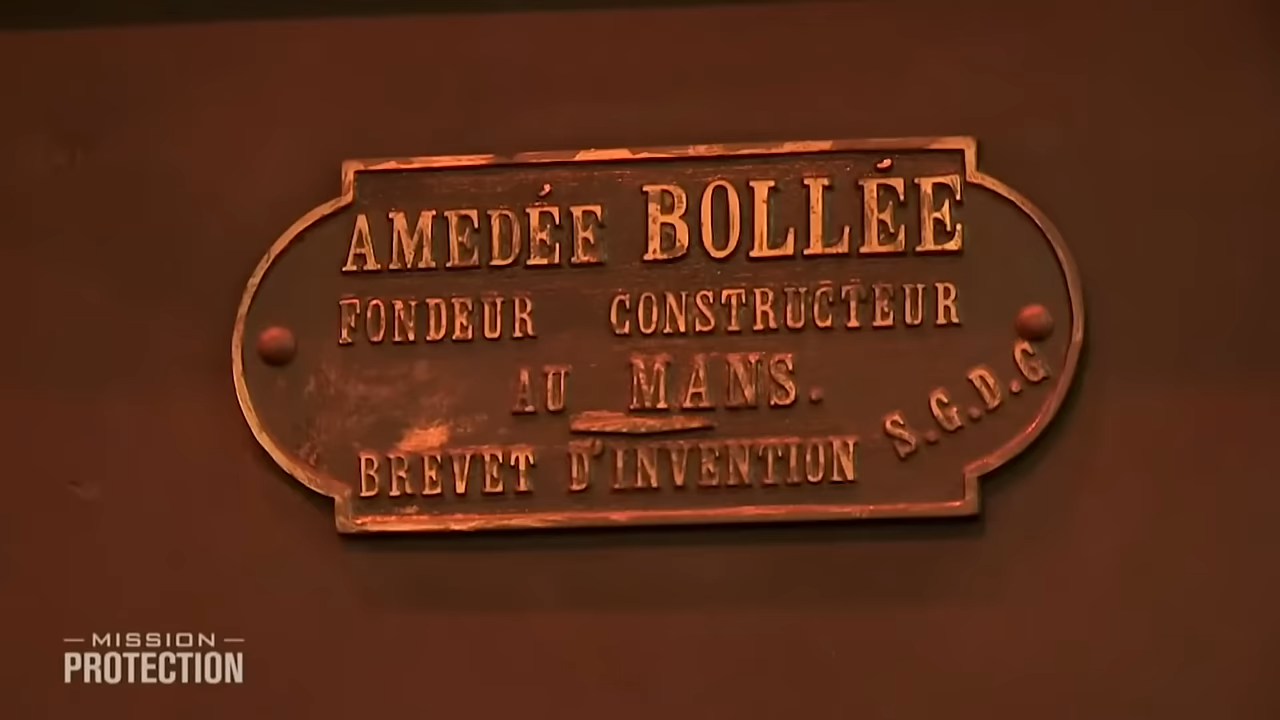 AMEDÉE BOLLÉE
FONDEUR CONSTRUCTEUR
AU MANS.
BREVET D'INVENTION S.G.D.G
MISSION
PROTECTION